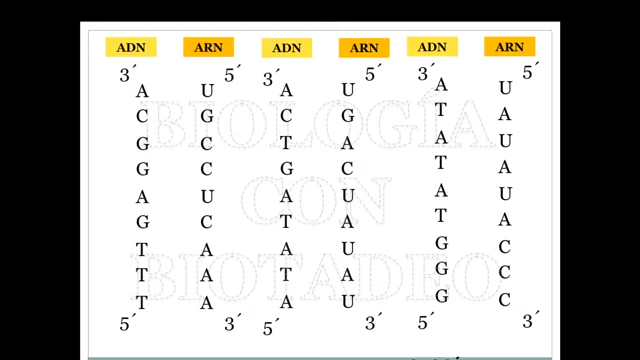 ADN ARN ADN ARN ADN ARN
3´ 5´ 3´ 5´ 3´ 5´
A U A U A U
C G C G T A
G C T A A U
G C G C T A
A U A U A U
G C T A T A
T A A U G C
T A T A G C
T A A U G C
5´ 3´ 5´ 3´ 5´ 3´
BIOLOGÍA
CON
BIOTADEO